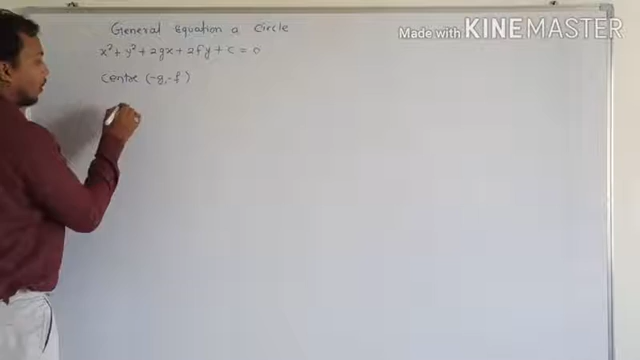 Made with KINEMASTER
General Equation a Circle
x² + y² + 2gx + 2fy + c = 0
Centre (-g, -f)